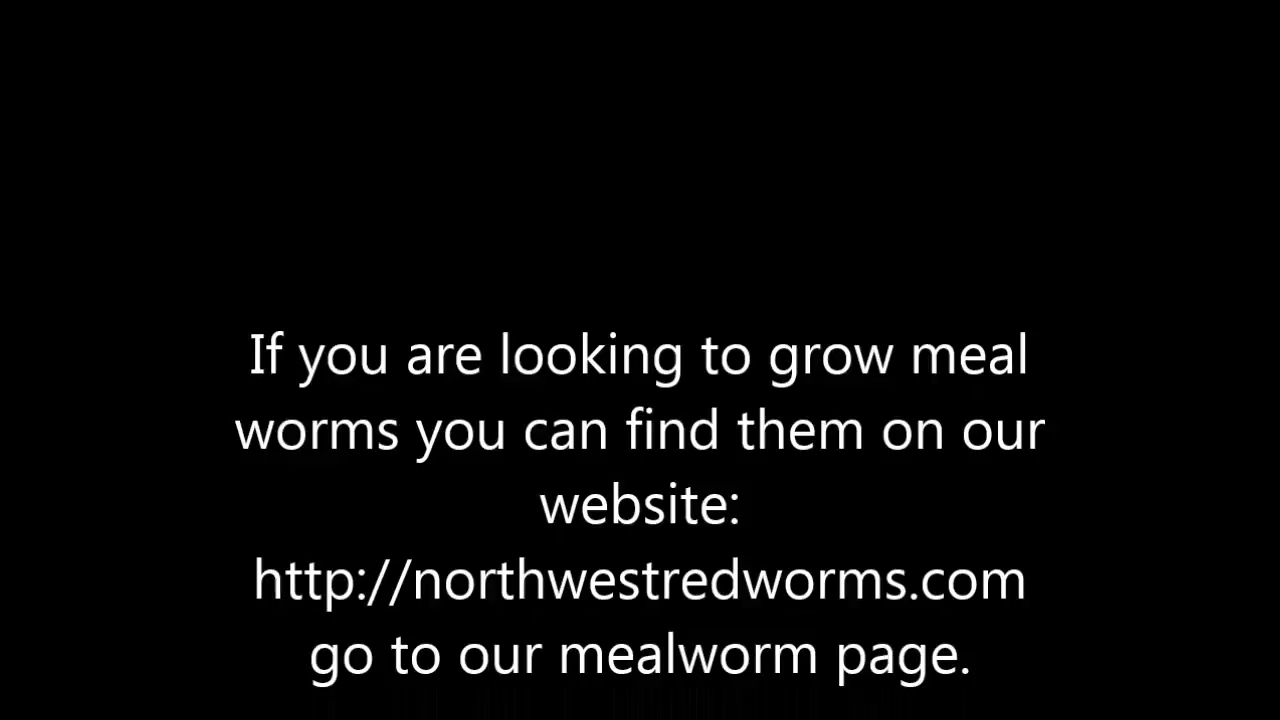 If you are looking to grow meal
worms you can find them on our
website:
http://northwestredworms.com
go to our mealworm page.